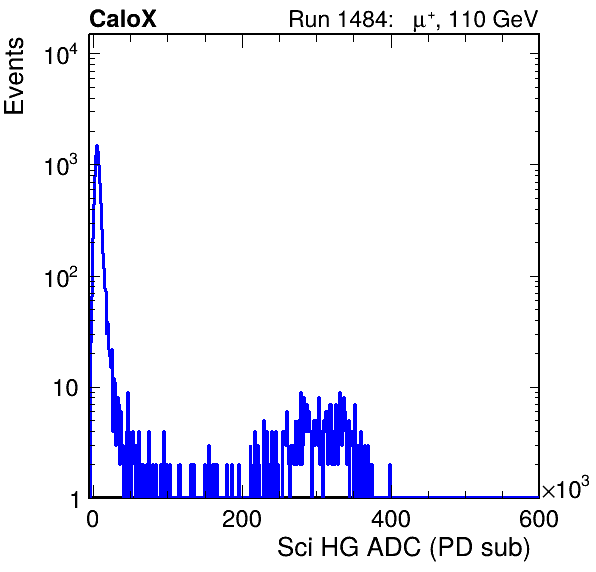 CaloX Run 1484: μ⁺, 110 GeV
Events
10⁴
10³
10²
10
1
0 200 400 600
×10³
Sci HG ADC (PD sub)